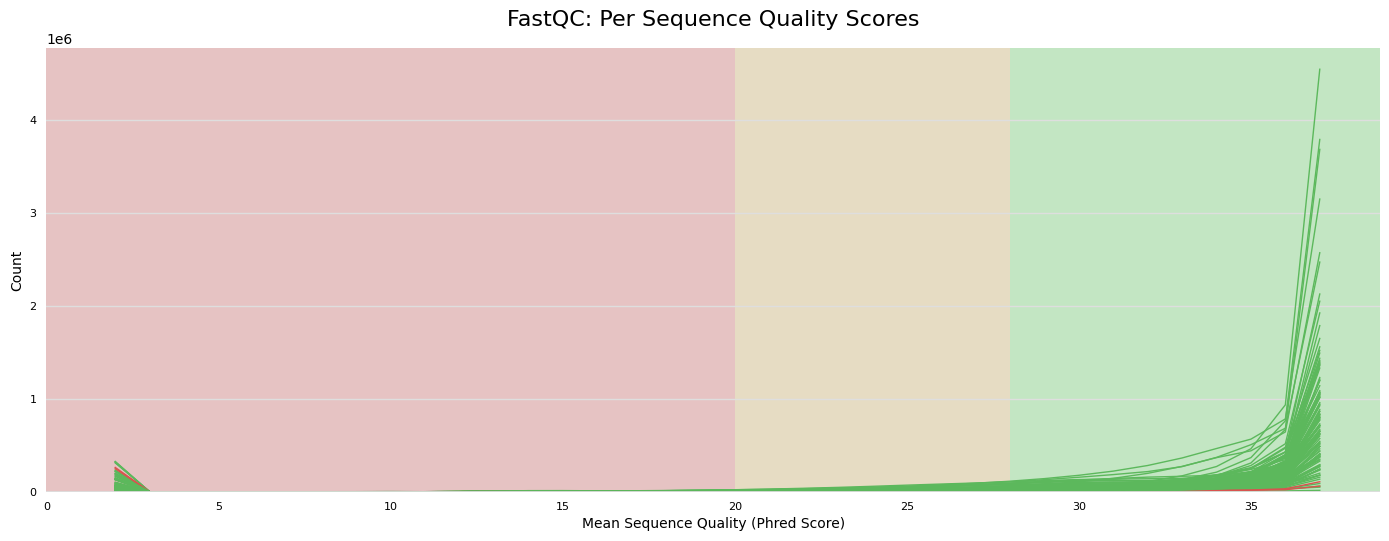 FastQC: Per Sequence Quality Scores
1e6
4
3
2
1
0
Count
0 5 10 15 20 25 30 35
Mean Sequence Quality (Phred Score)